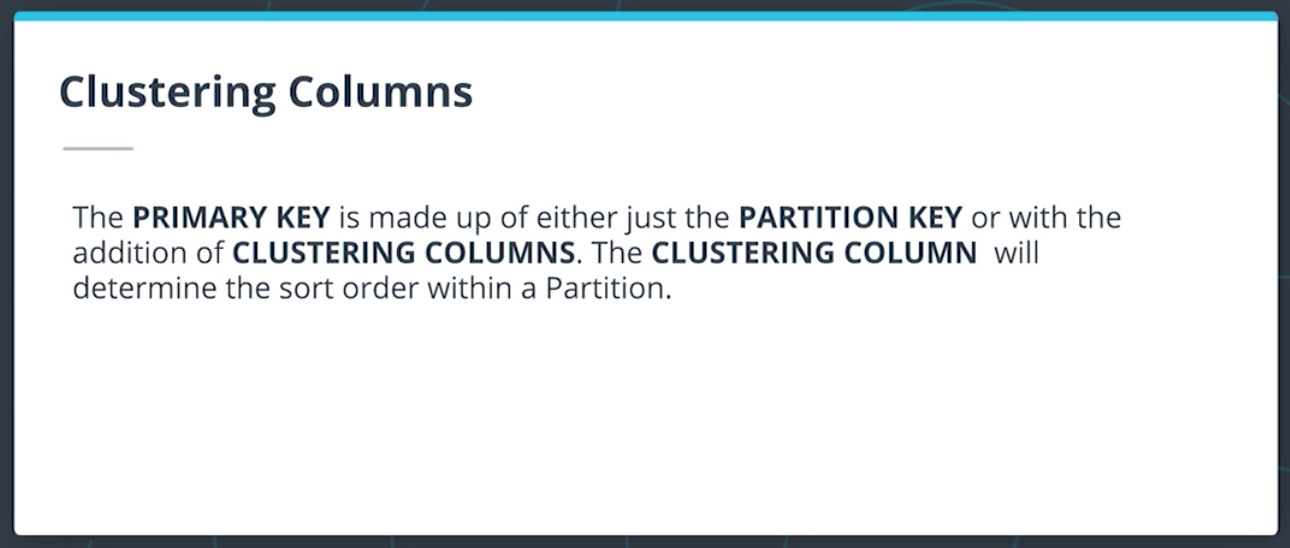 Clustering Columns
The PRIMARY KEY is made up of either just the PARTITION KEY or with the
addition of CLUSTERING COLUMNS. The CLUSTERING COLUMN will
determine the sort order within a Partition.